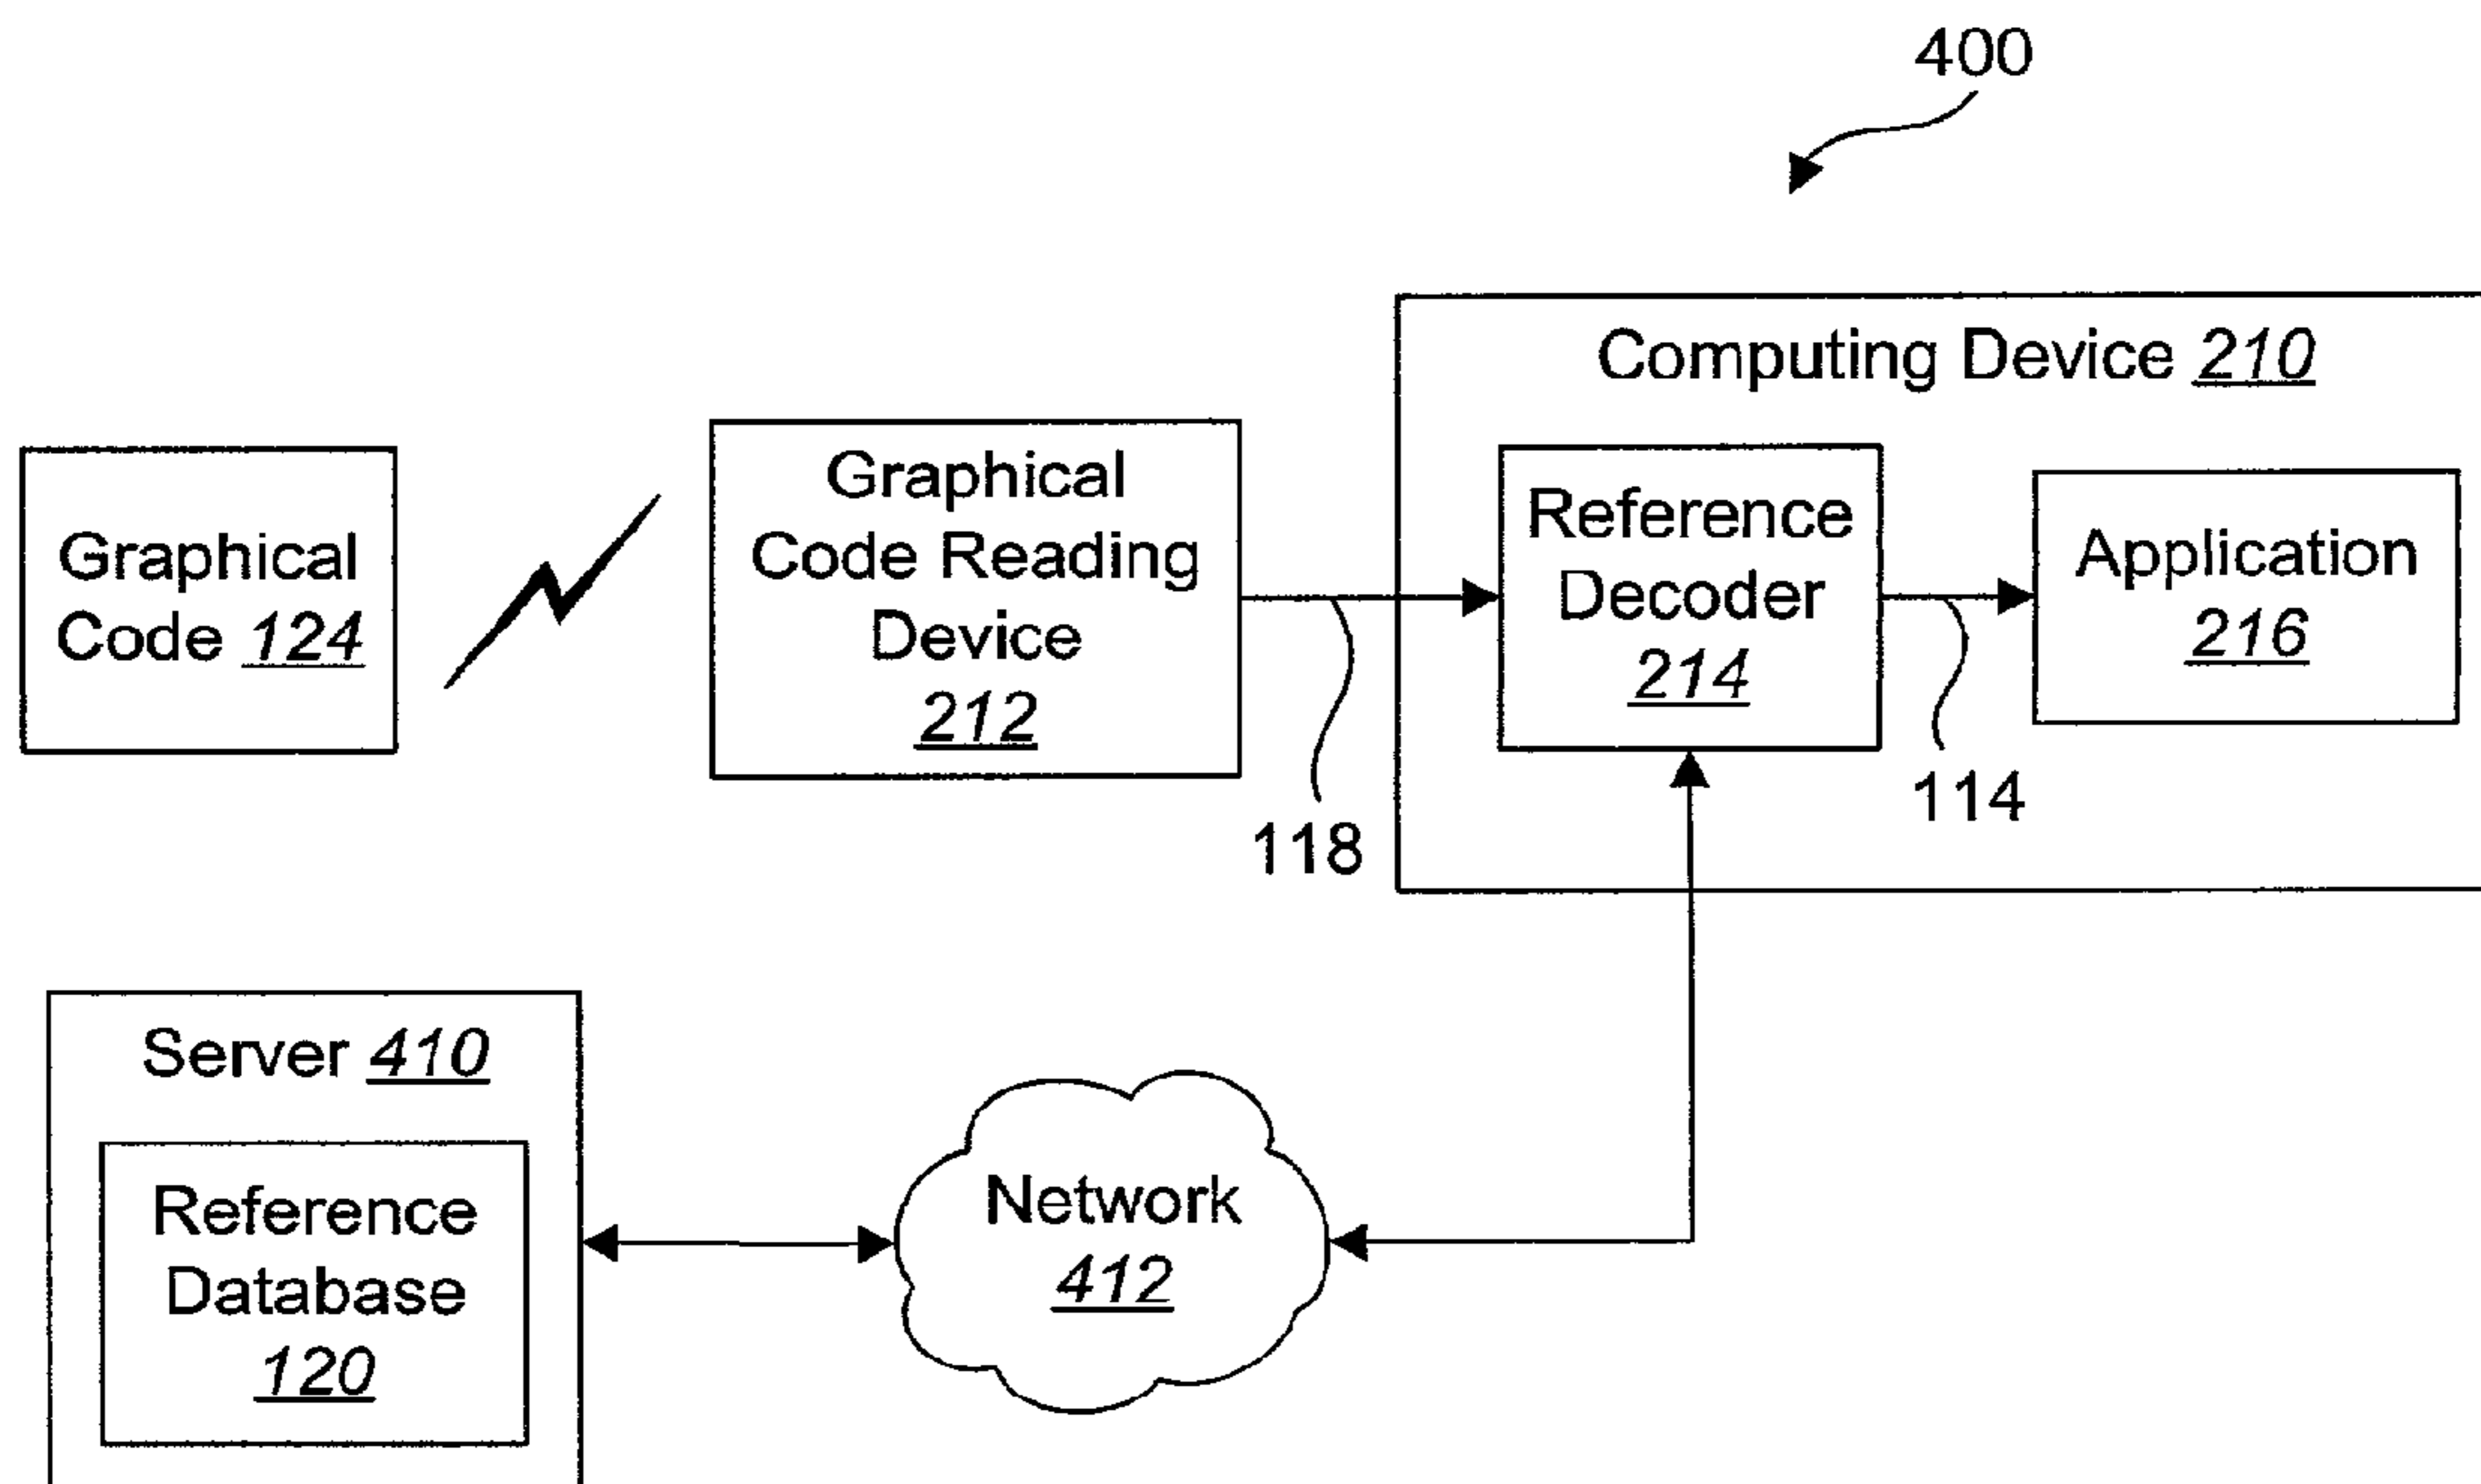 400
Computing Device 210
Graphical
Code 124
Graphical
Code Reading
Device
212
Reference
Decoder
214
Application
216
118
114
Server 410
Reference
Database
120
Network
412